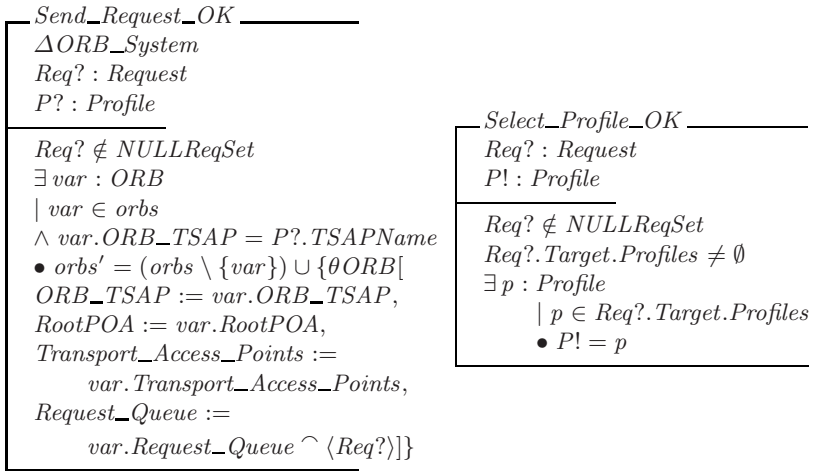 Send_Request_OK
ΔORB_System
Req? : Request
P? : Profile
Req? ∉ NULLReqSet
∃ var : ORB
| var ∈ orbs
∧ var.ORB_TSAP = P?.TSAPName
• orbs′ = (orbs \ {var}) ∪ {θORB[
ORB_TSAP := var.ORB_TSAP,
RootPOA := var.RootPOA,
Transport_Access_Points :=
var.Transport_Access_Points,
Request_Queue :=
var.Request_Queue ⌢ ⟨Req?⟩]}
Select_Profile_OK
Req? : Request
P! : Profile
Req? ∉ NULLReqSet
Req?.Target.Profiles ≠ ∅
∃ p : Profile
| p ∈ Req?.Target.Profiles
• P! = p